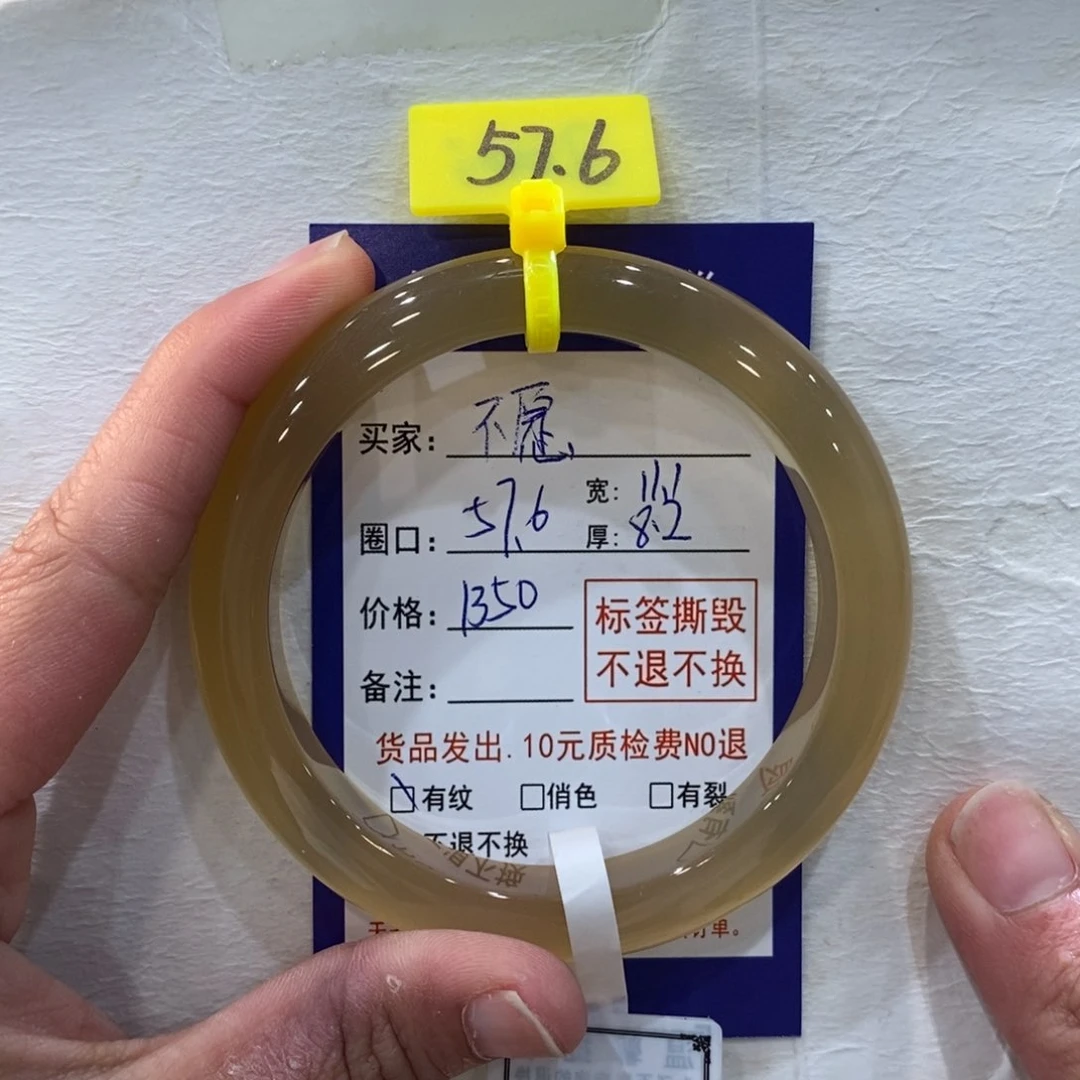 57.6
买家: 不愿
宽: 11.1
圈口: 57.6 厚: 8.2
价格: 1350
标签撕毁
不退不换
备注:
货品发出.10元质检费NO退
有纹 俏色 有裂
不退不换